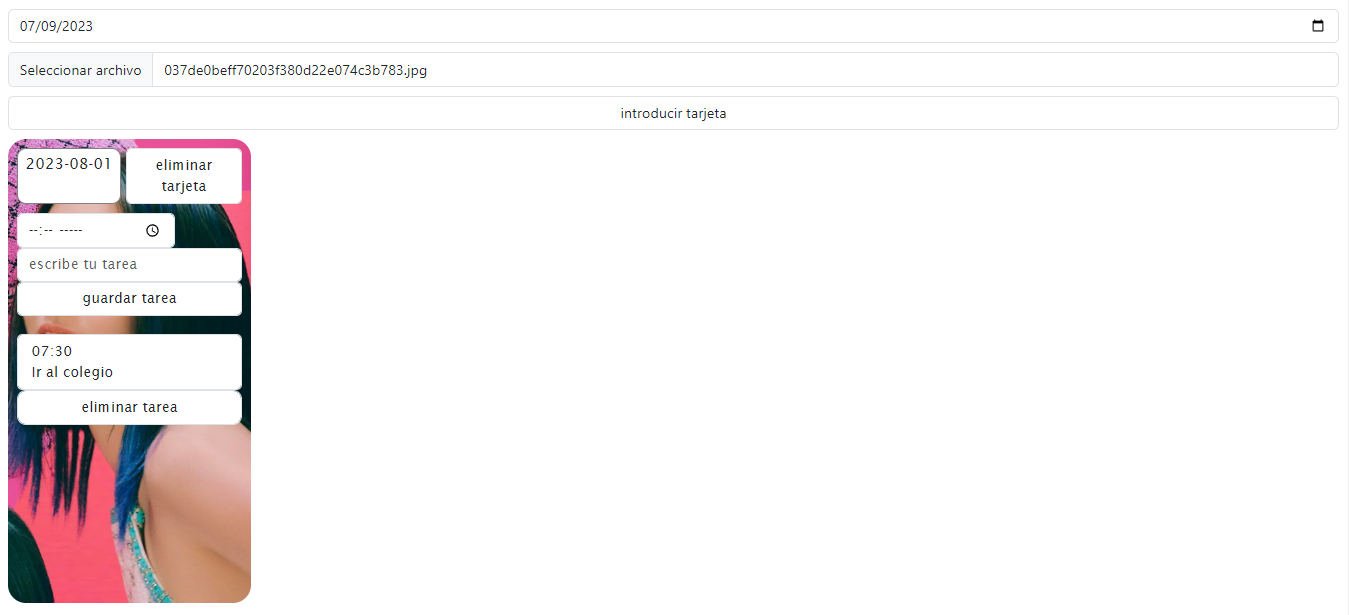 07/09/2023
Seleccionar archivo 037de0beff70203f380d22e074c3b783.jpg
introducir tarjeta
2023-08-01
eliminar
tarjeta
--:-- -----
escribe tu tarea
guardar tarea
07:30
Ir al colegio
eliminar tarea